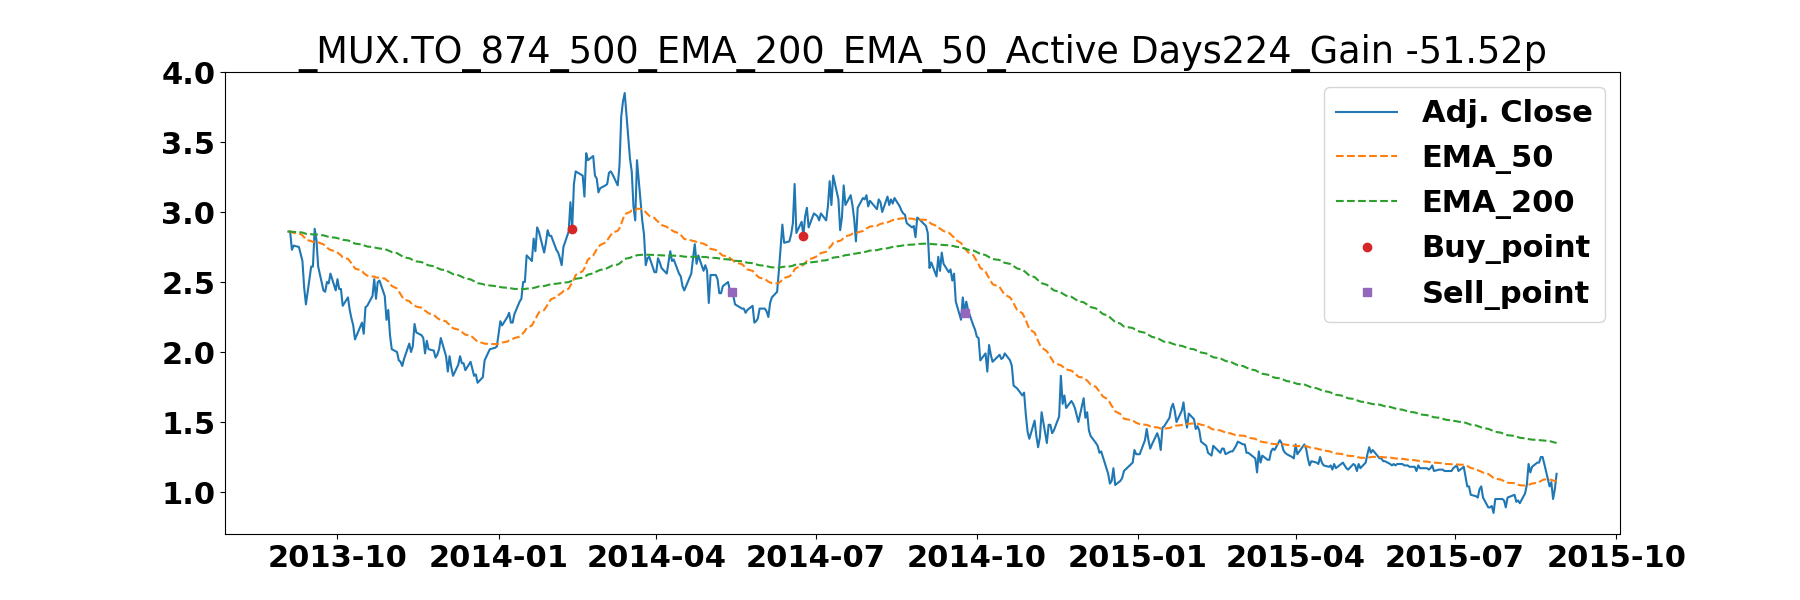 _MUX.TO_874_500_EMA_200_EMA_50_Active Days224_Gain -51.52p
4.0
3.5
3.0
2.5
2.0
1.5
1.0
Adj. Close
EMA_50
EMA_200
Buy_point
Sell_point
2013-10 2014-01 2014-04 2014-07 2014-10 2015-01 2015-04 2015-07 2015-10